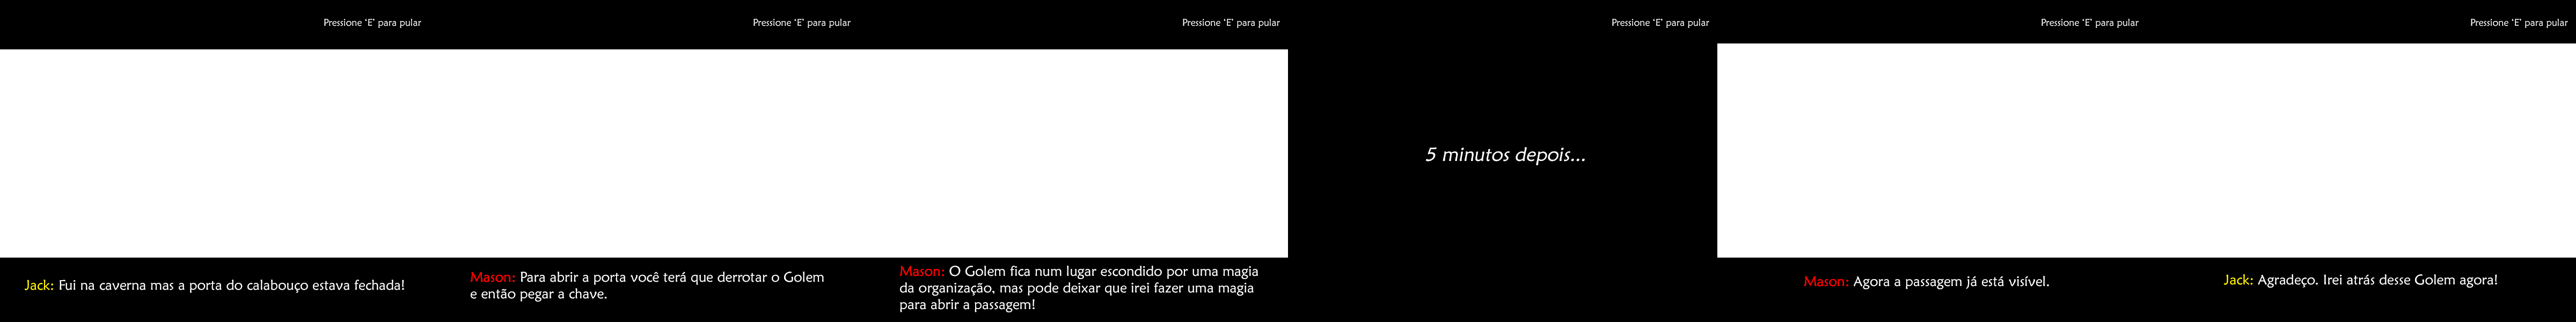 Pressione 'E' para pular
Jack: Fui na caverna mas a porta do calabouço estava fechada!
Pressione 'E' para pular
Mason: Para abrir a porta você terá que derrotar o Golem
e então pegar a chave.
Pressione 'E' para pular
Mason: O Golem fica num lugar escondido por uma magia
da organização, mas pode deixar que irei fazer uma magia
para abrir a passagem!
Pressione 'E' para pular
5 minutos depois...
Pressione 'E' para pular
Mason: Agora a passagem já está visível.
Pressione 'E' para pular
Jack: Agradeço. Irei atrás desse Golem agora!